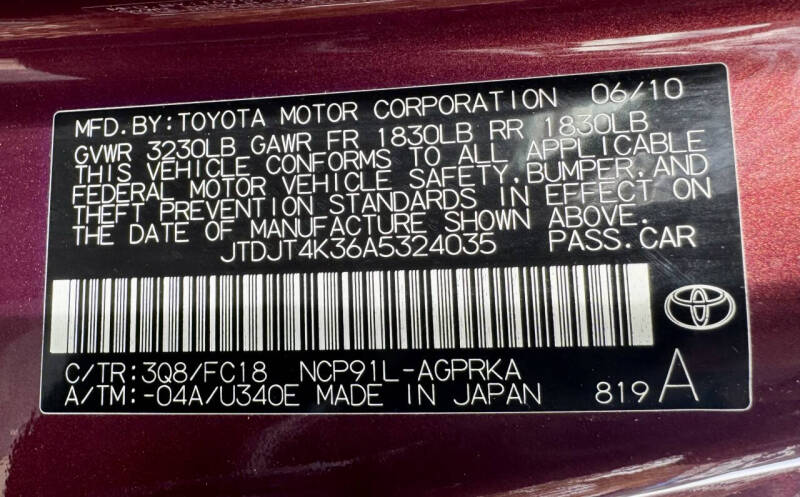 MFD.BY:TOYOTA MOTOR CORPORATION 06/10
GVWR 3230LB GAWR FR 1830LB RR 1830LB
THIS VEHICLE CONFORMS TO ALL APPLICABLE
FEDERAL MOTOR VEHICLE SAFETY,BUMPER,AND
THEFT PREVENTION STANDARDS IN EFFECT ON
THE DATE OF MANUFACTURE SHOWN ABOVE.
JTDJT4K36A5324035 PASS.CAR
C/TR:3Q8/FC18 NCP91L-AGPRKA
A/TM:-04A/U340E MADE IN JAPAN 819 A